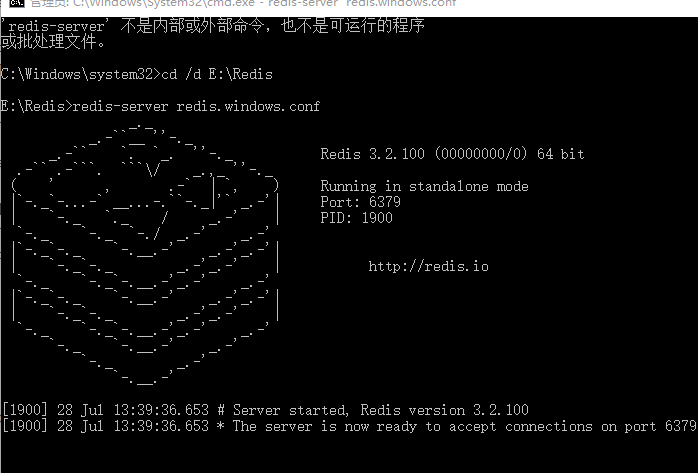 管理员: C:\Windows\System32\cmd.exe - redis-server redis.windows.conf
'redis-server' 不是内部或外部命令，也不是可运行的程序
或批处理文件。
C:\Windows\system32>cd /d E:\Redis
E:\Redis>redis-server redis.windows.conf
Redis 3.2.100 (00000000/0) 64 bit
Running in standalone mode
Port: 6379
PID: 1900
http://redis.io
[1900] 28 Jul 13:39:36.653 # Server started, Redis version 3.2.100
[1900] 28 Jul 13:39:36.653 * The server is now ready to accept connections on port 6379